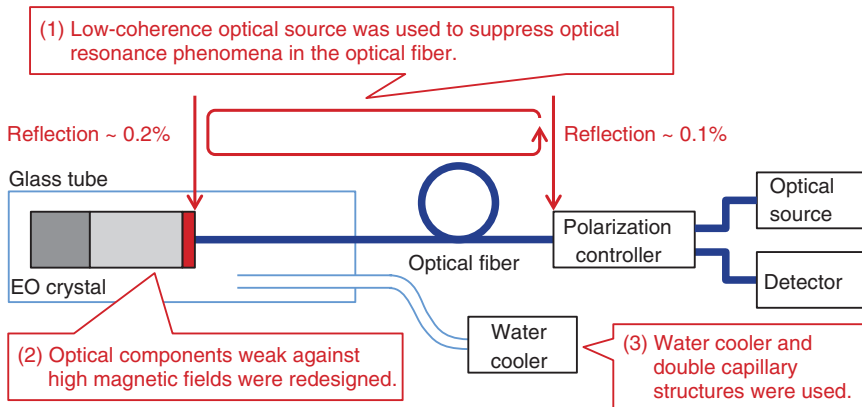 (1) Low-coherence optical source was used to suppress optical
resonance phenomena in the optical fiber.
Reflection ~ 0.2%
Reflection ~ 0.1%
Glass tube
Optical
source
Polarization
controller
Optical fiber
EO crystal
Detector
(2) Optical components weak against
high magnetic fields were redesigned.
Water
cooler
(3) Water cooler and
double capillary
structures were used.